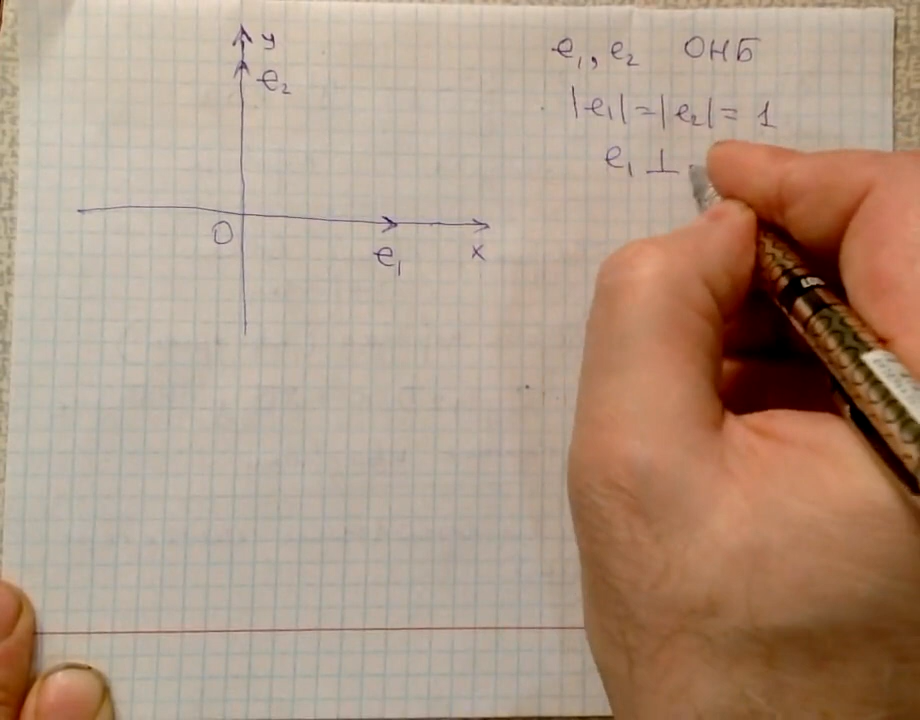 y
e₂
O
e₁
x
e₁, e₂ ОНБ
|e₁|=|e₂|= 1
e₁ ⊥